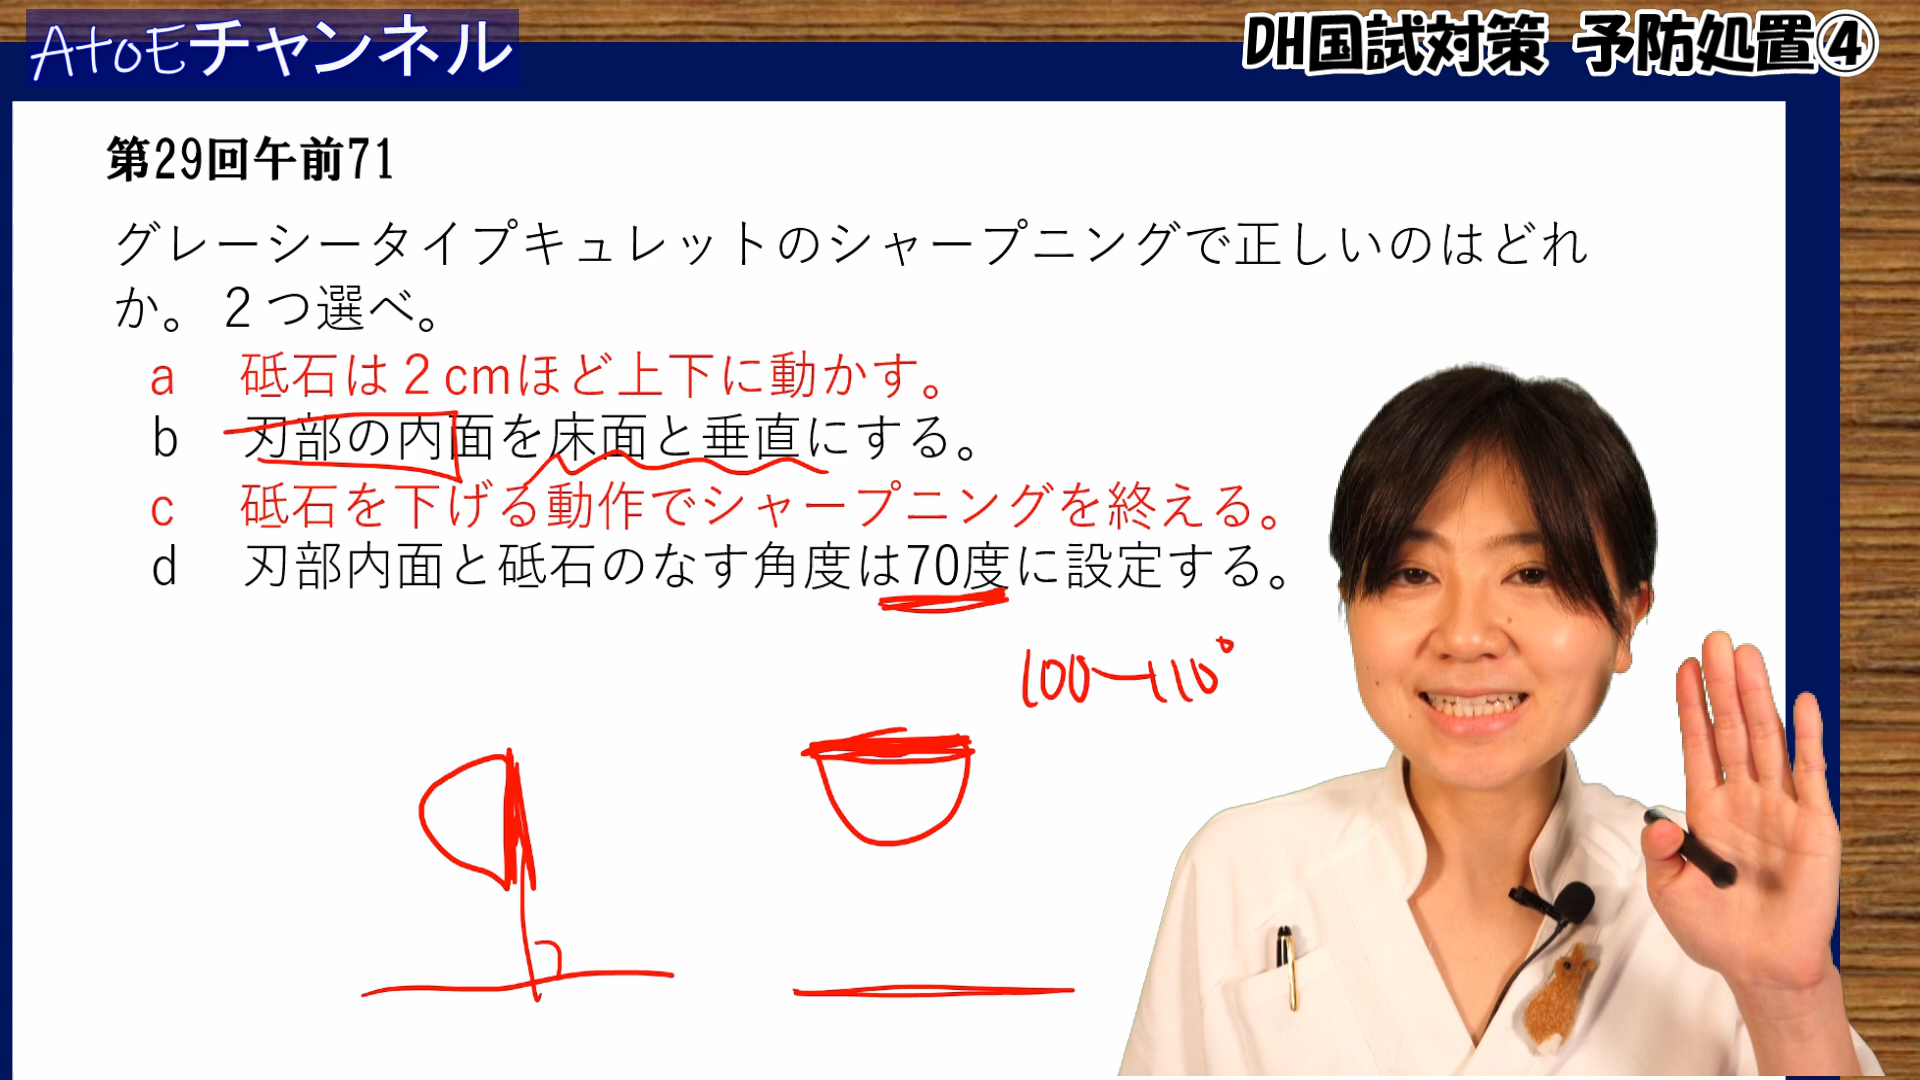 AtoEチャンネル
DH国試対策 予防処置④
第29回午前71
グレーシータイプキュレットのシャープニングで正しいのはどれ
か。２つ選べ。
a 砥石は２cmほど上下に動かす。
b 刃部の内面を床面と垂直にする。
c 砥石を下げる動作でシャープニングを終える。
d 刃部内面と砥石のなす角度は70度に設定する。
100〜110°